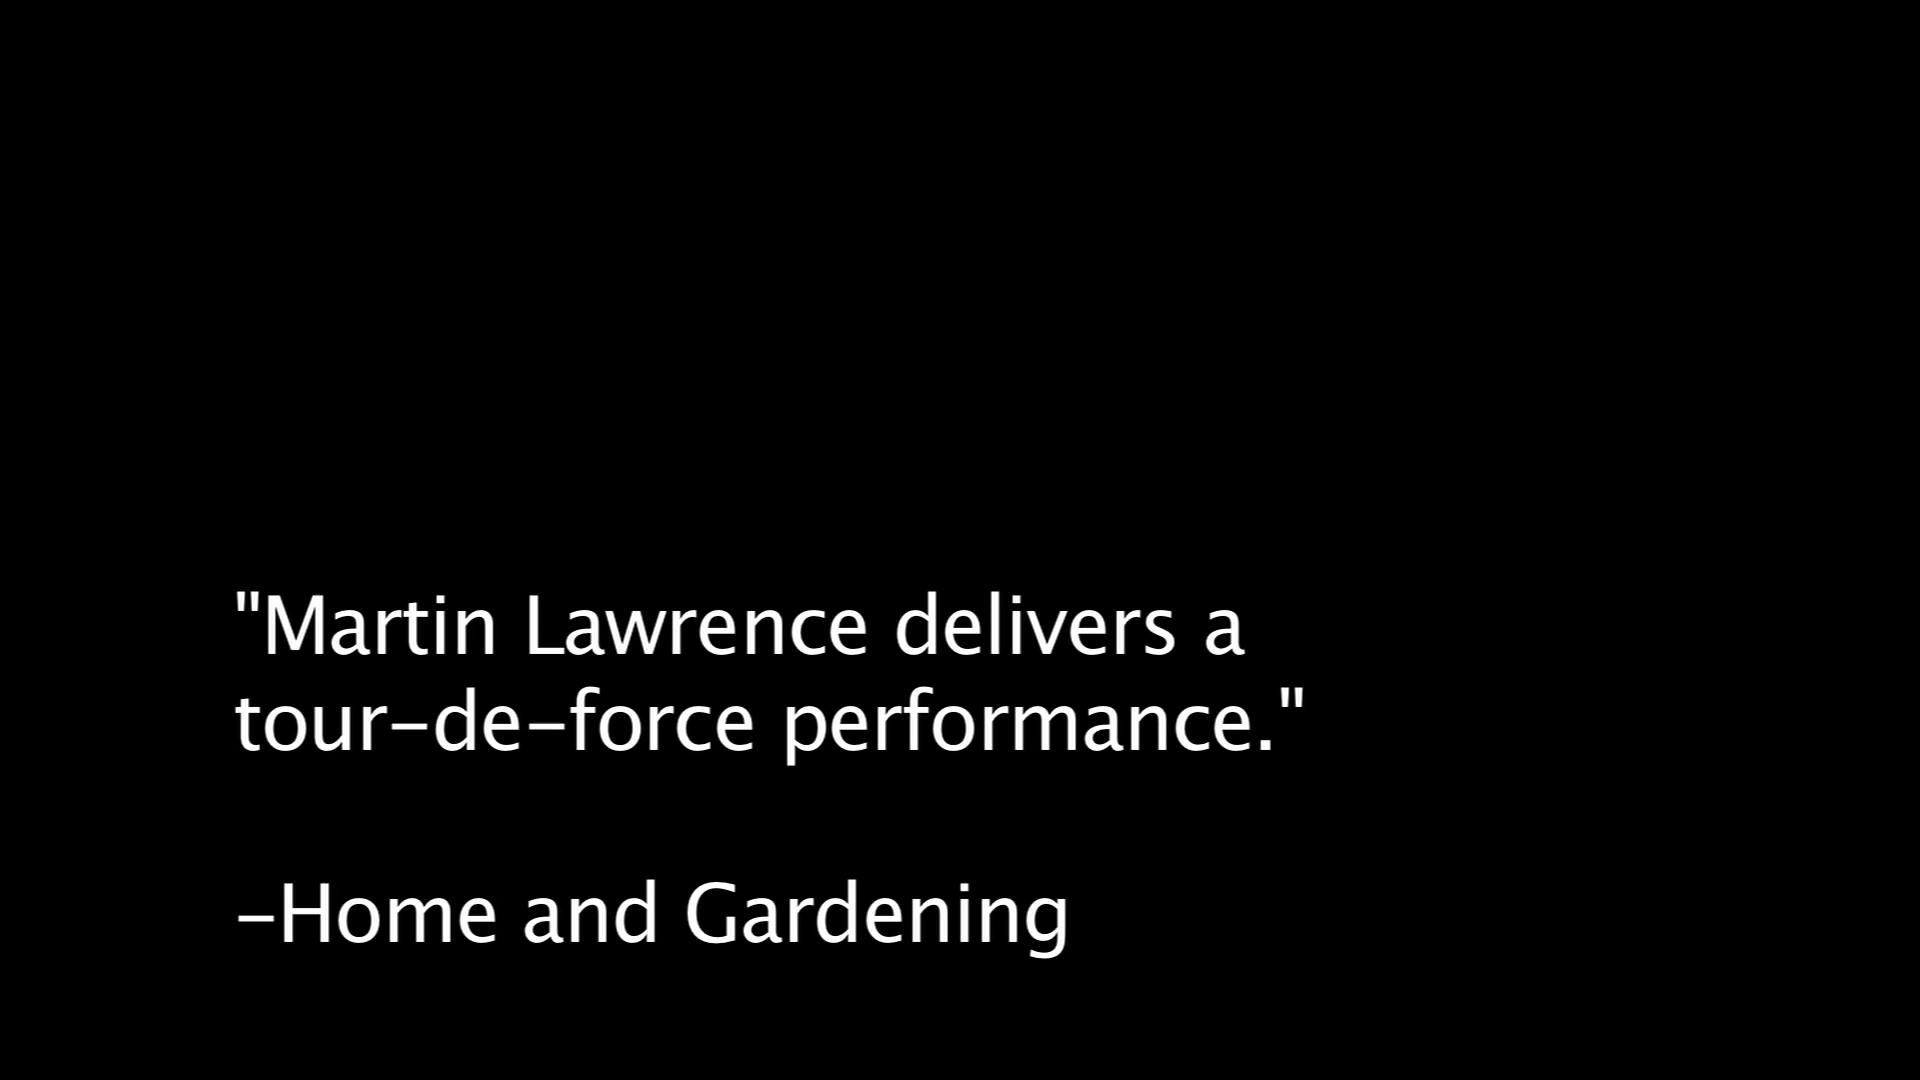 "Martin Lawrence delivers a
tour-de-force performance."
-Home and Gardening